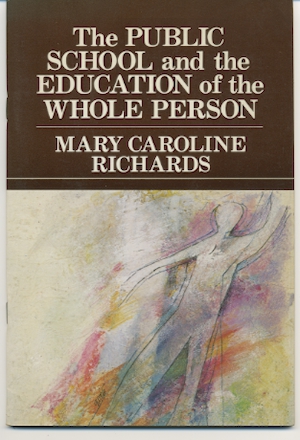 The PUBLIC
SCHOOL and the
EDUCATION of the
WHOLE PERSON
MARY CAROLINE
RICHARDS